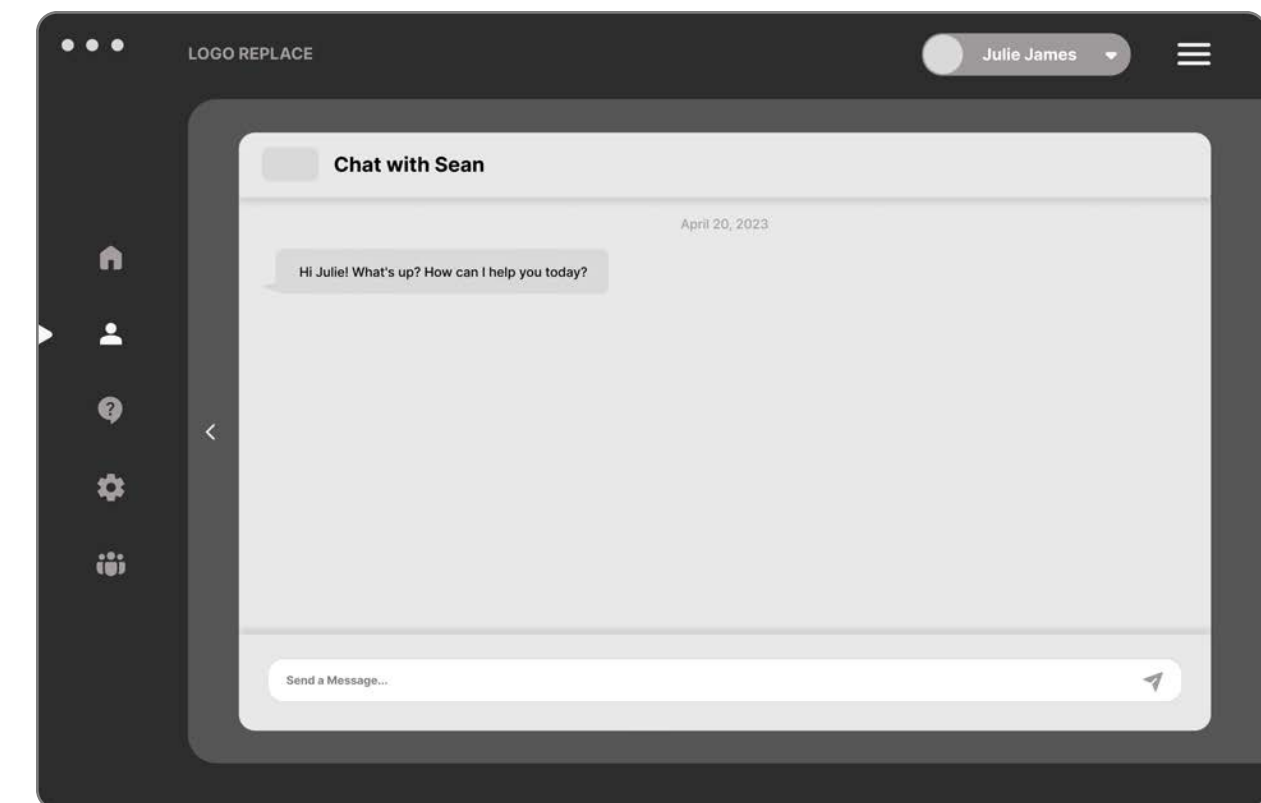 LOGO REPLACE
Julie James
Chat with Sean
April 20, 2023
Hi Julie! What's up? How can I help you today?
Send a Message...